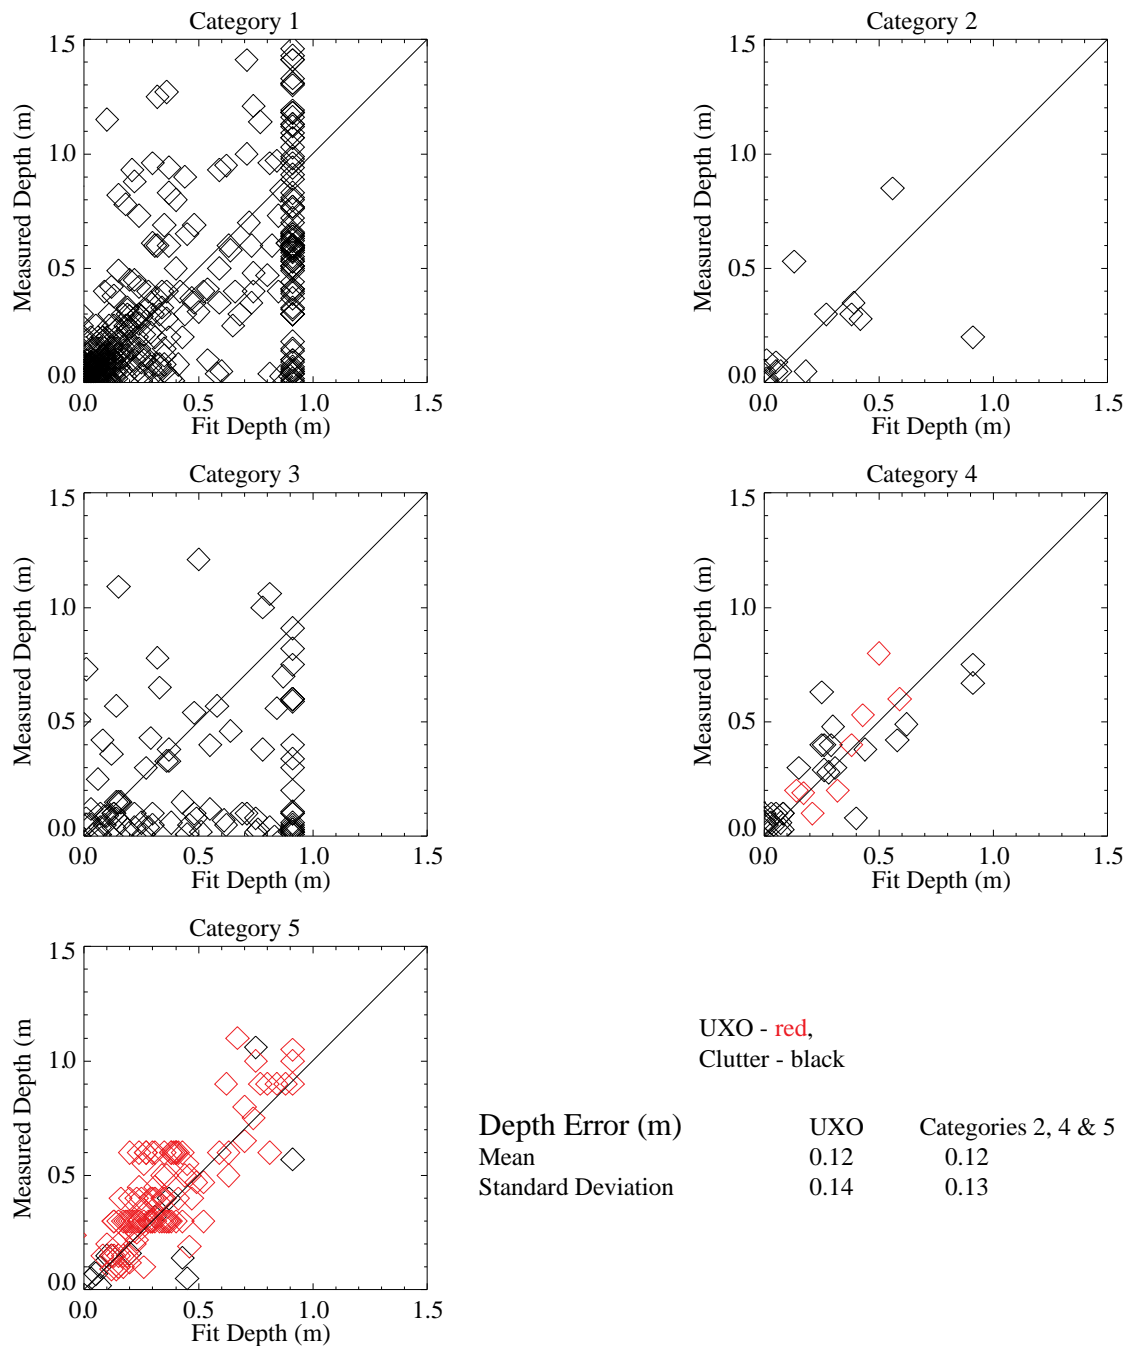 Category 1
Category 2
1.5
1.0
0.5
0.0
Measured Depth (m)
0.0 0.5 1.0 1.5
Fit Depth (m)
1.5
1.0
0.5
0.0
Measured Depth (m)
0.0 0.5 1.0 1.5
Fit Depth (m)
Category 3
Category 4
1.5
1.0
0.5
0.0
Measured Depth (m)
0.0 0.5 1.0 1.5
Fit Depth (m)
1.5
1.0
0.5
0.0
Measured Depth (m)
0.0 0.5 1.0 1.5
Fit Depth (m)
Category 5
1.5
1.0
0.5
0.0
Measured Depth (m
0.0 0.5 1.0 1.5
Fit Depth (m)
UXO - red,
Clutter - black
Depth Error (m) UXO Categories 2, 4 & 5
Mean 0.12 0.12
Standard Deviation 0.14 0.13